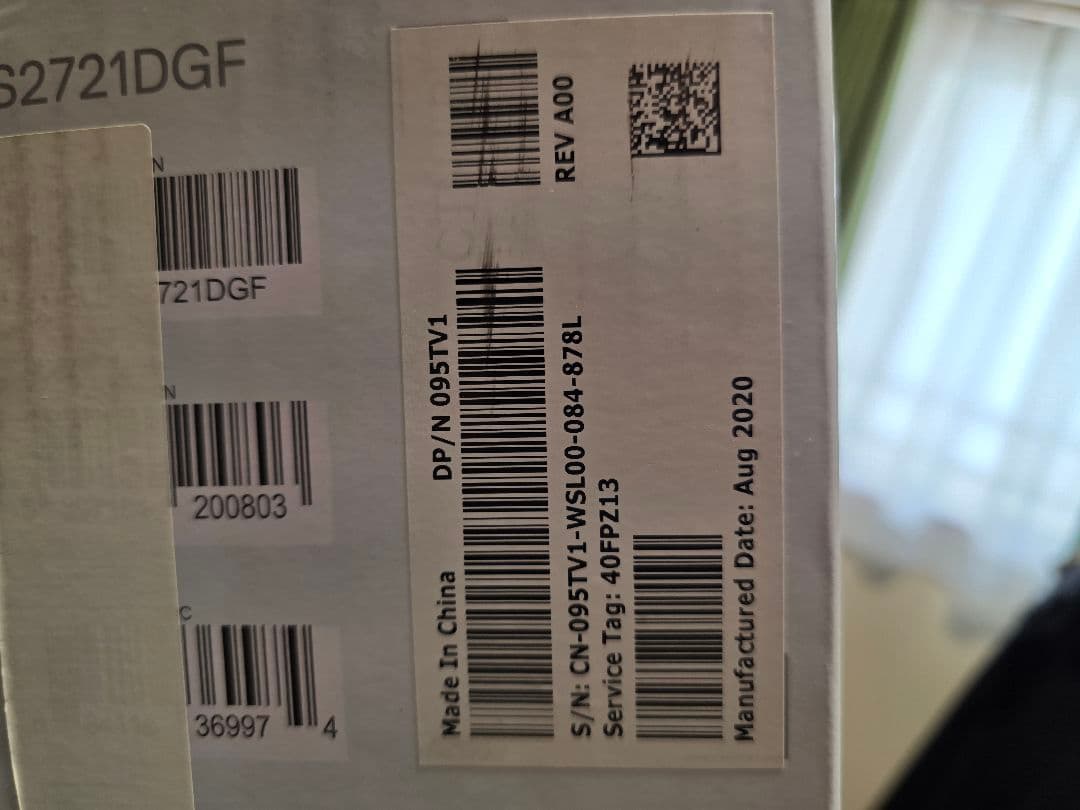 S2721DGF
N
721DGF
N
200803
C
36997 4
Made In China DP/N 095TV1
S/N: CN-095TV1-WSL00-084-878L REV A00
Service Tag: 40FPZ13
Manufactured Date: Aug 2020